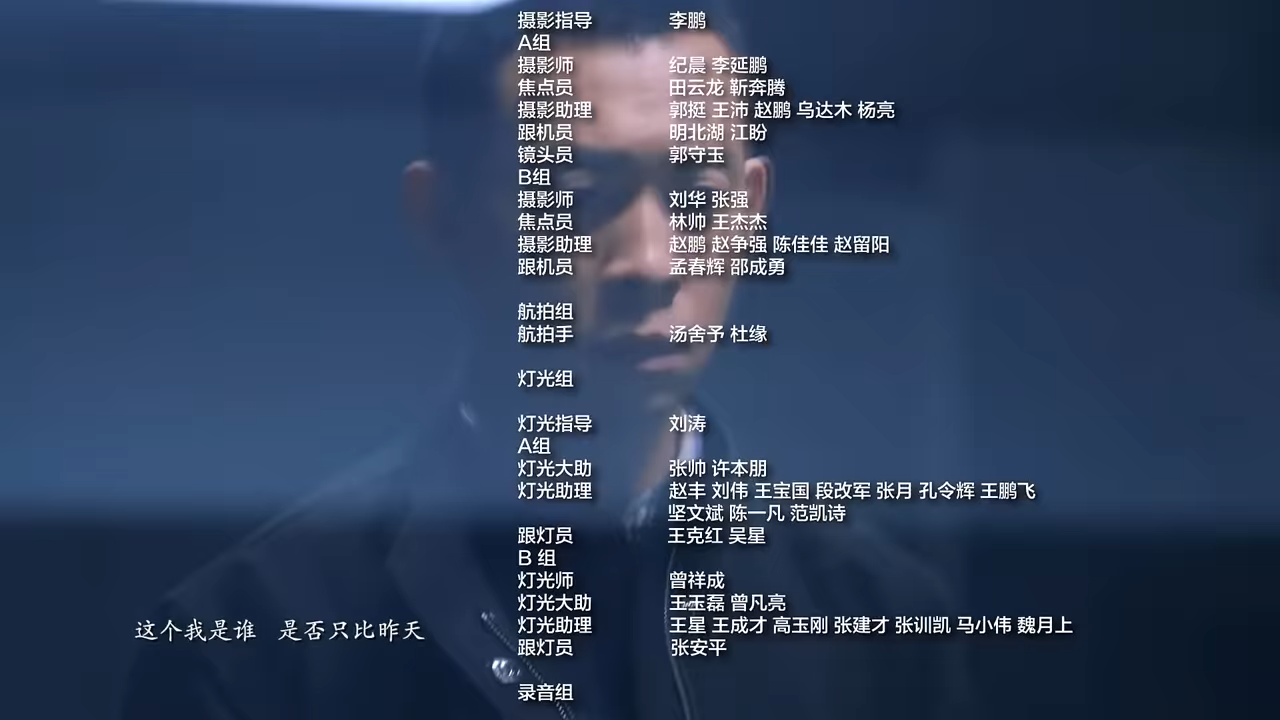 摄影指导 李鹏
A组
摄影师 纪晨 李延鹏
焦点员 田云龙 靳奔腾
摄影助理 郭挺 王沛 赵鹏 乌达木 杨亮
跟机员 明北湖 江盼
镜头员 郭守玉
B组
摄影师 刘华 张强
焦点员 林帅 王杰杰
摄影助理 赵鹏 赵争强 陈佳佳 赵留阳
跟机员 孟春辉 邵成勇
航拍组
航拍手 汤舍予 杜缘
灯光组
灯光指导 刘涛
A组
灯光大助 张帅 许本朋
灯光助理 赵丰 刘伟 王宝国 段改军 张月 孔令辉 王鹏飞
坚文斌 陈一凡 范凯诗
跟灯员 王克红 吴星
B 组
灯光师 曾祥成
灯光大助 王玉磊 曾凡亮
灯光助理 王星 王成才 高玉刚 张建才 张训凯 马小伟 魏月上
跟灯员 张安平
录音组
这个我是谁 是否只比昨天